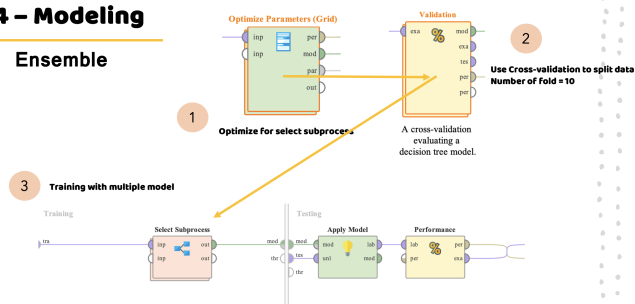 4 – Modeling
Ensemble
Optimize Parameters (Grid)
inp
inp
per
mod
par
out
Validation
exa
mod
exa
tes
per
per
2
Use Cross-validation to split data
Number of fold = 10
1
Optimize for select subprocess
A cross-validation
evaluating a
decision tree model.
3
Training with multiple model
Training
Testing
tra
Select Subprocess
inp
inp
out
out
mod
thr
mod
tes
thr
Apply Model
mod
unl
lab
mod
Performance
lab
per
per
exa